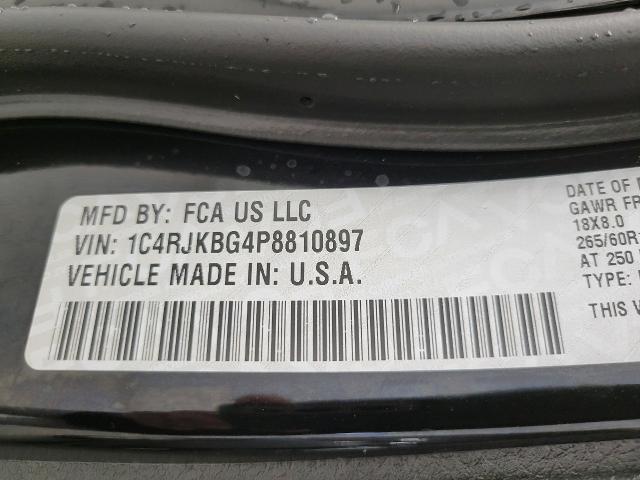 MFD BY: FCA US LLC
VIN: 1C4RJKBG4P8810897
VEHICLE MADE IN: U.S.A.
DATE OF
GAWR FR
18X8.0
265/60R1
AT 250
TYPE:
THIS V